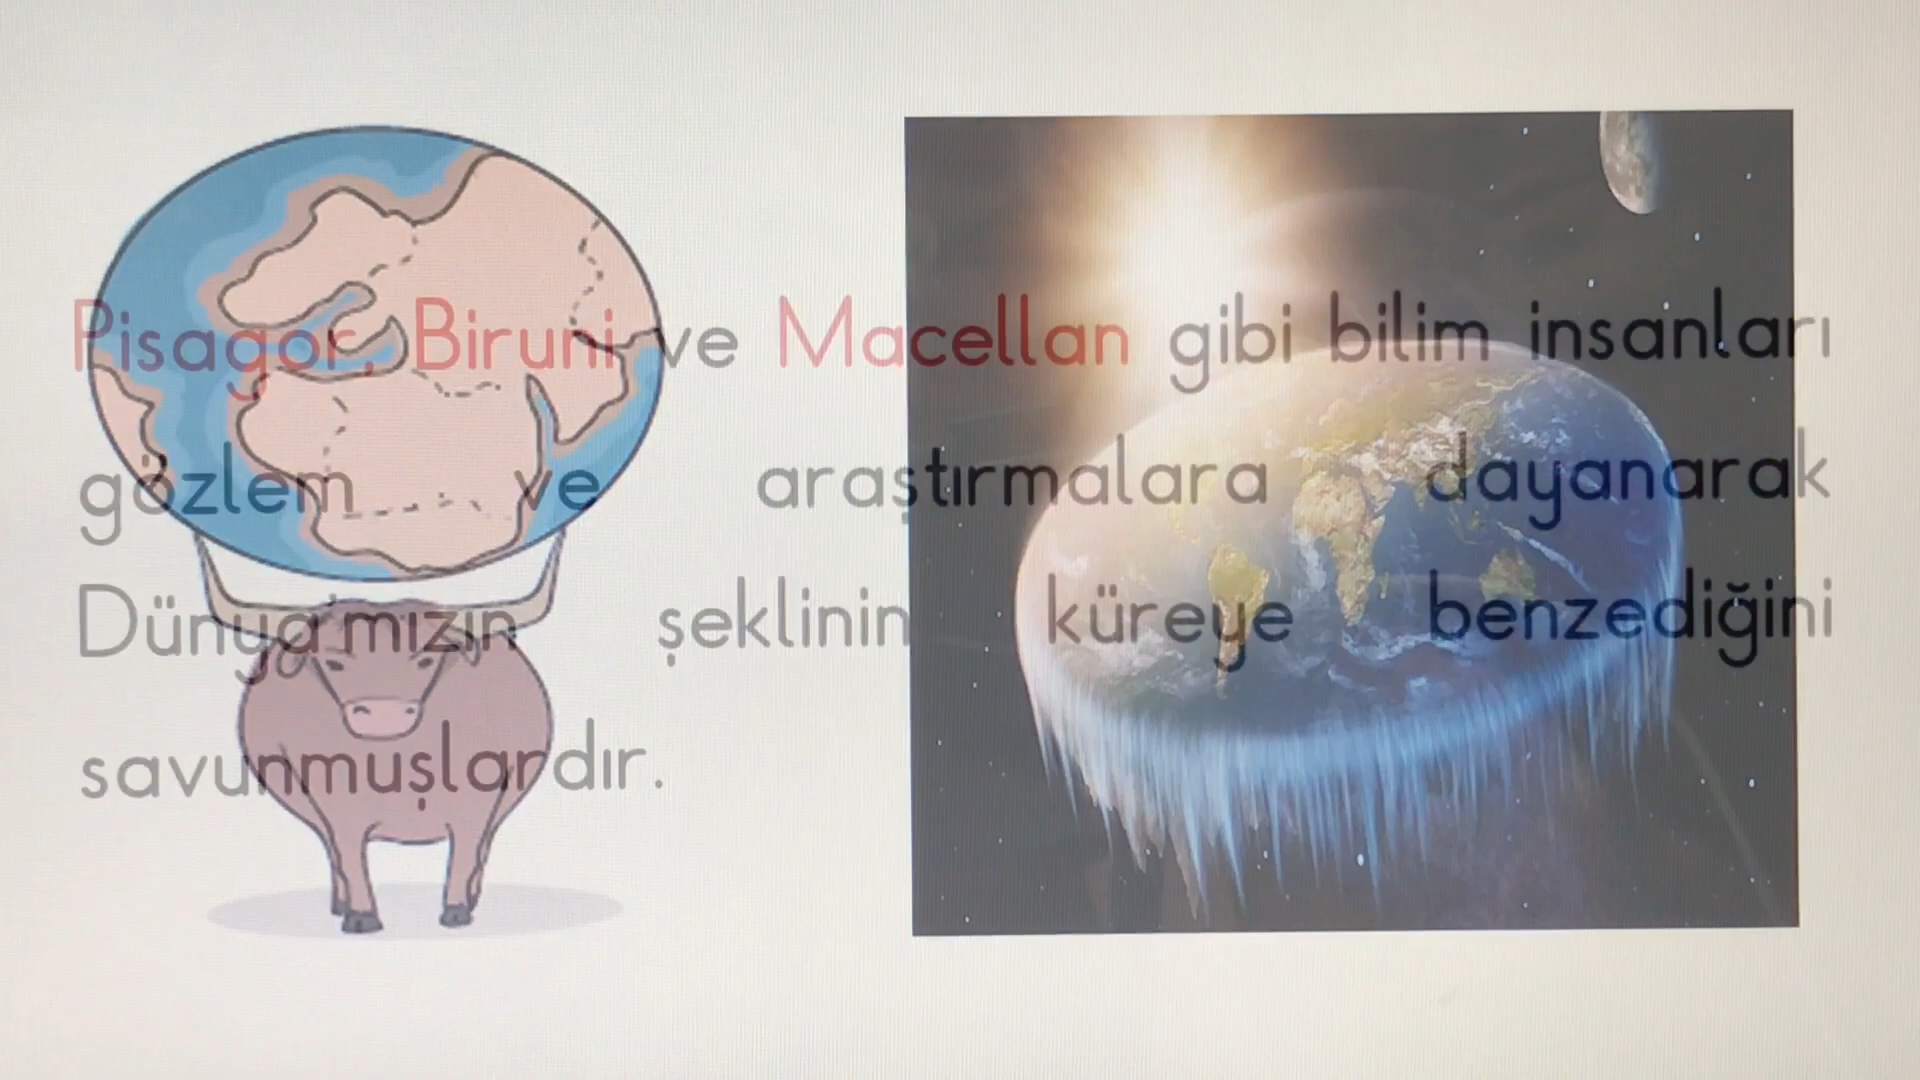 Pisagor, Biruni ve Macellan gibi bilim insanları
gözlem ve araştırmalara dayanarak
Dünya'mızın şeklinin küreye benzediğini
savunmuşlardır.